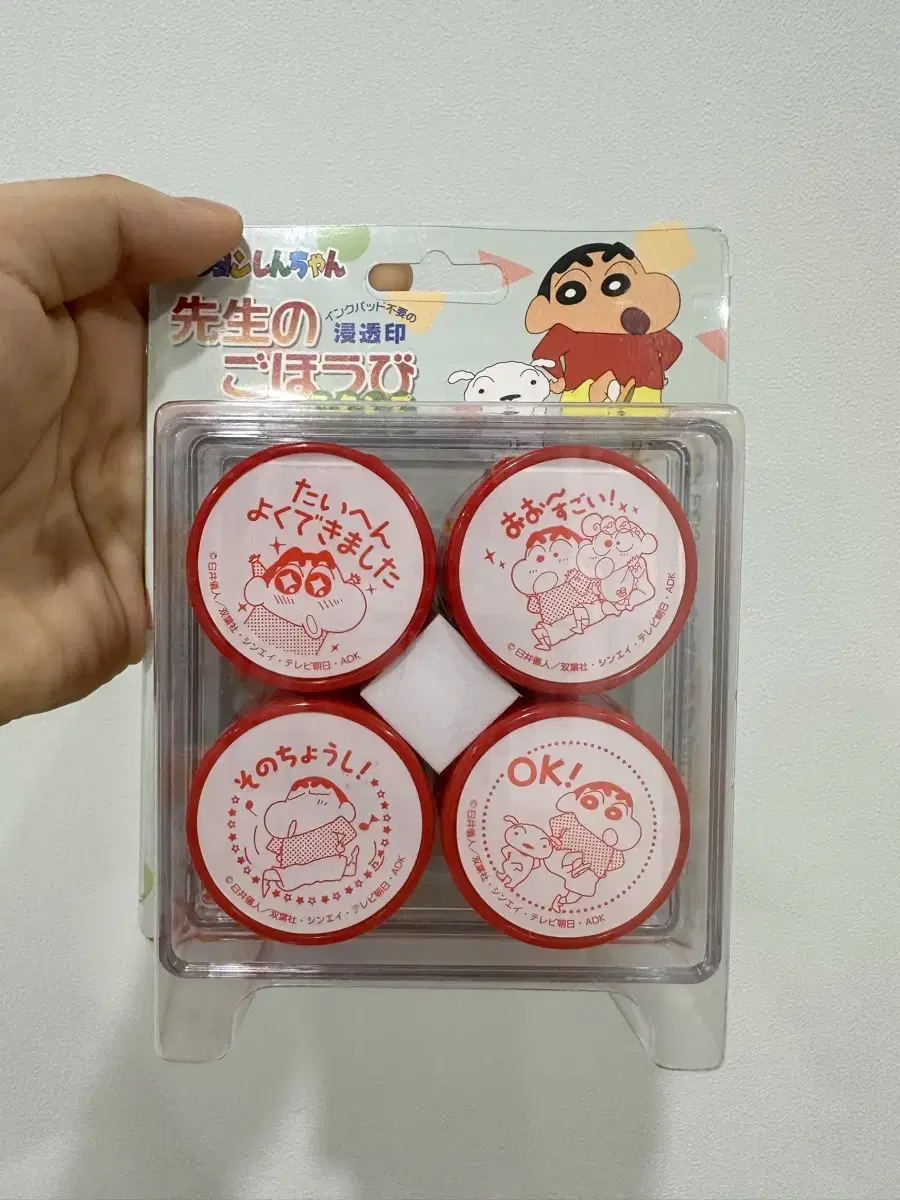 ンしんちゃん
先生の
ごほうび
インクパッド不要の
浸透印
たいへん
よくできました
©臼井儀人/双葉社・シンエイ・テレビ朝日・ADK
おお〜すごい!
©臼井儀人/双葉社・シンエイ・テレビ朝日・ADK
そのちょうし!
©臼井儀人/双葉社・シンエイ・テレビ朝日・ADK
OK!
©臼井儀人/双葉社・シンエイ・テレビ朝日・ADK